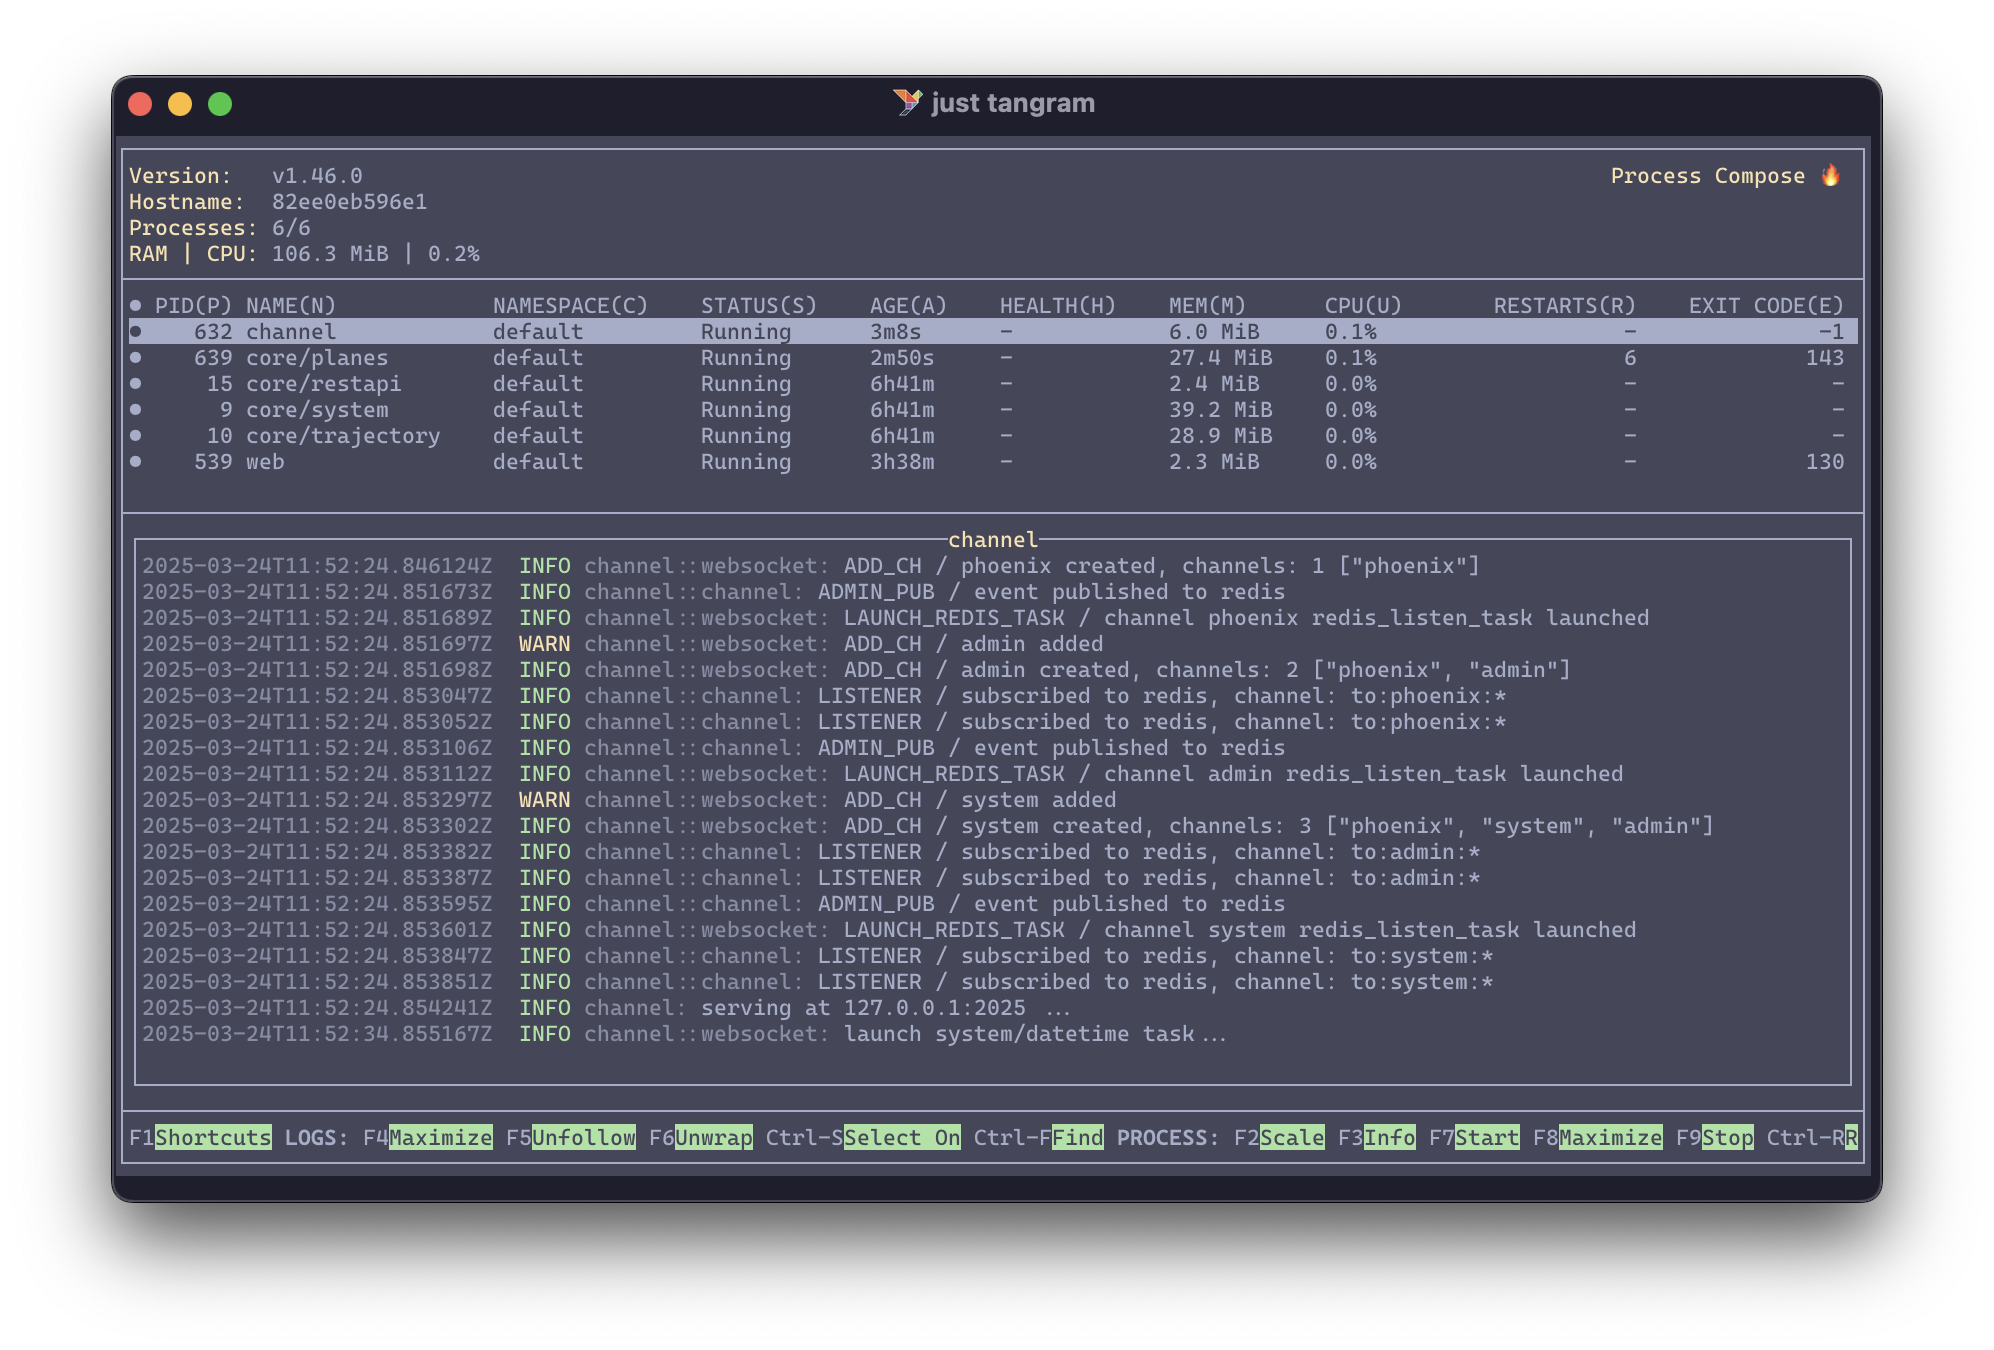 just tangram
Version: v1.46.0 Process Compose 🔥
Hostname: 82ee0eb596e1
Processes: 6/6
RAM | CPU: 106.3 MiB | 0.2%
● PID(P) NAME(N) NAMESPACE(C) STATUS(S) AGE(A) HEALTH(H) MEM(M) CPU(U) RESTARTS(R) EXIT CODE(E)
● 632 channel default Running 3m8s - 6.0 MiB 0.1% - -1
● 639 core/planes default Running 2m50s - 27.4 MiB 0.1% 6 143
● 15 core/restapi default Running 6h41m - 2.4 MiB 0.0% - -
● 9 core/system default Running 6h41m - 39.2 MiB 0.0% - -
● 10 core/trajectory default Running 6h41m - 28.9 MiB 0.0% - -
● 539 web default Running 3h38m - 2.3 MiB 0.0% - 130
channel
2025-03-24T11:52:24.846124Z INFO channel::websocket: ADD_CH / phoenix created, channels: 1 ["phoenix"]
2025-03-24T11:52:24.851673Z INFO channel::channel: ADMIN_PUB / event published to redis
2025-03-24T11:52:24.851689Z INFO channel::websocket: LAUNCH_REDIS_TASK / channel phoenix redis_listen_task launched
2025-03-24T11:52:24.851697Z WARN channel::websocket: ADD_CH / admin added
2025-03-24T11:52:24.851698Z INFO channel::websocket: ADD_CH / admin created, channels: 2 ["phoenix", "admin"]
2025-03-24T11:52:24.853047Z INFO channel::channel: LISTENER / subscribed to redis, channel: to:phoenix:*
2025-03-24T11:52:24.853052Z INFO channel::channel: LISTENER / subscribed to redis, channel: to:phoenix:*
2025-03-24T11:52:24.853106Z INFO channel::channel: ADMIN_PUB / event published to redis
2025-03-24T11:52:24.853112Z INFO channel::websocket: LAUNCH_REDIS_TASK / channel admin redis_listen_task launched
2025-03-24T11:52:24.853297Z WARN channel::websocket: ADD_CH / system added
2025-03-24T11:52:24.853302Z INFO channel::websocket: ADD_CH / system created, channels: 3 ["phoenix", "system", "admin"]
2025-03-24T11:52:24.853382Z INFO channel::channel: LISTENER / subscribed to redis, channel: to:admin:*
2025-03-24T11:52:24.853387Z INFO channel::channel: LISTENER / subscribed to redis, channel: to:admin:*
2025-03-24T11:52:24.853595Z INFO channel::channel: ADMIN_PUB / event published to redis
2025-03-24T11:52:24.853601Z INFO channel::websocket: LAUNCH_REDIS_TASK / channel system redis_listen_task launched
2025-03-24T11:52:24.853847Z INFO channel::channel: LISTENER / subscribed to redis, channel: to:system:*
2025-03-24T11:52:24.853851Z INFO channel::channel: LISTENER / subscribed to redis, channel: to:system:*
2025-03-24T11:52:24.854241Z INFO channel: serving at 127.0.0.1:2025 ...
2025-03-24T11:52:34.855167Z INFO channel::websocket: launch system/datetime task...
F1Shortcuts LOGS: F4Maximize F5Unfollow F6Unwrap Ctrl-SSelect On Ctrl-FFind PROCESS: F2Scale F3Info F7Start F8Maximize F9Stop Ctrl-RR